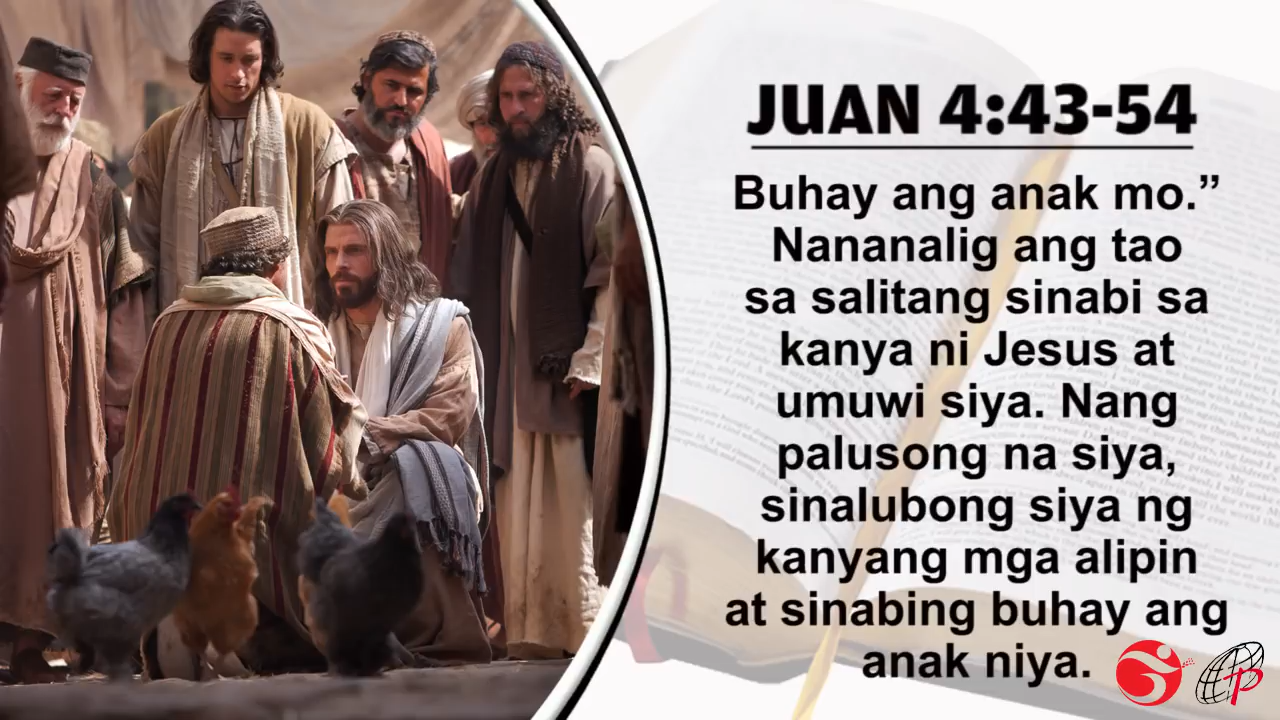 JUAN 4:43-54
Buhay ang anak mo.”
Nananalig ang tao
sa salitang sinabi sa
kanya ni Jesus at
umuwi siya. Nang
palusong na siya,
sinalubong siya ng
kanyang mga alipin
at sinabing buhay ang
anak niya.